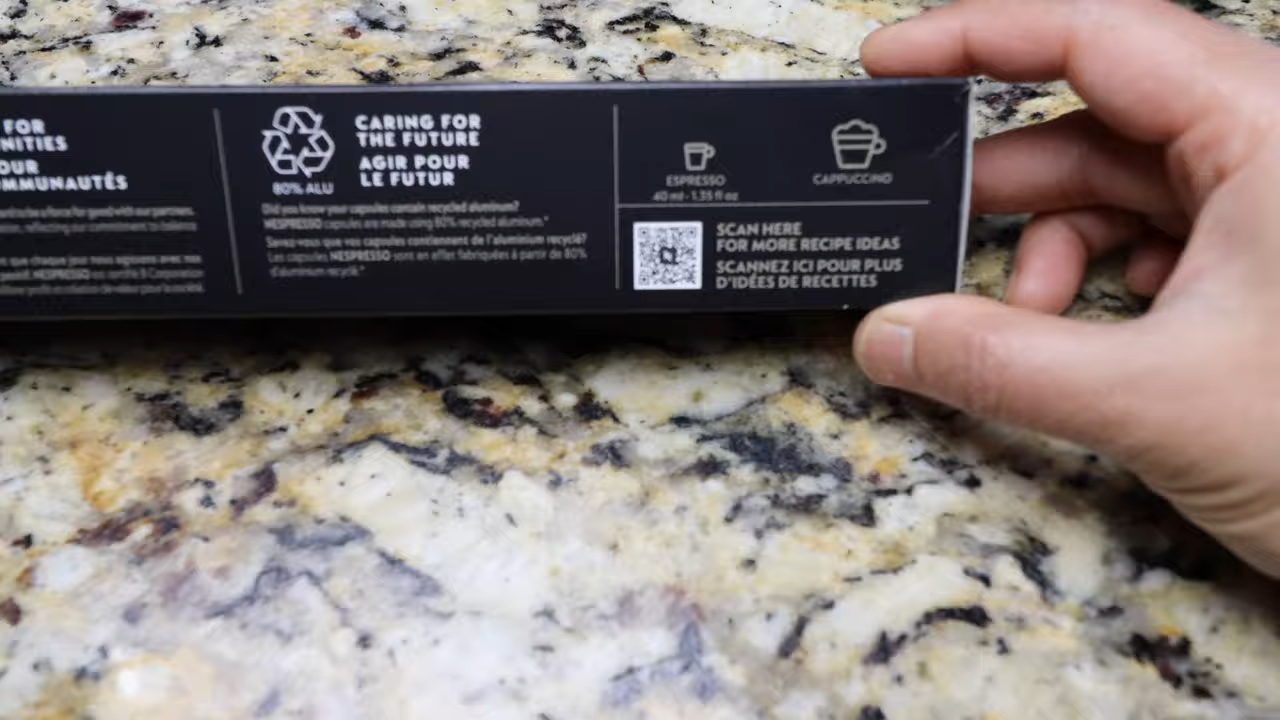 FOR
NITIES
OUR
OMMUNAUTÉS
80% ALU
CARING FOR
THE FUTURE
AGIR POUR
LE FUTUR
Did you know your capsules contain recycled aluminum?
NESPRESSO capsules are made using 80% recycled aluminum.*
Savez-vous que vos capsules contiennent de l'aluminium recyclé?
Les capsules NESPRESSO sont en effet fabriquées à partir de 80%
d'aluminium recyclé.*
ESPRESSO
40 ml - 1.35 fl oz
CAPPUCCINO
SCAN HERE
FOR MORE RECIPE IDEAS
SCANNEZ ICI POUR PLUS
D'IDÉES DE RECETTES